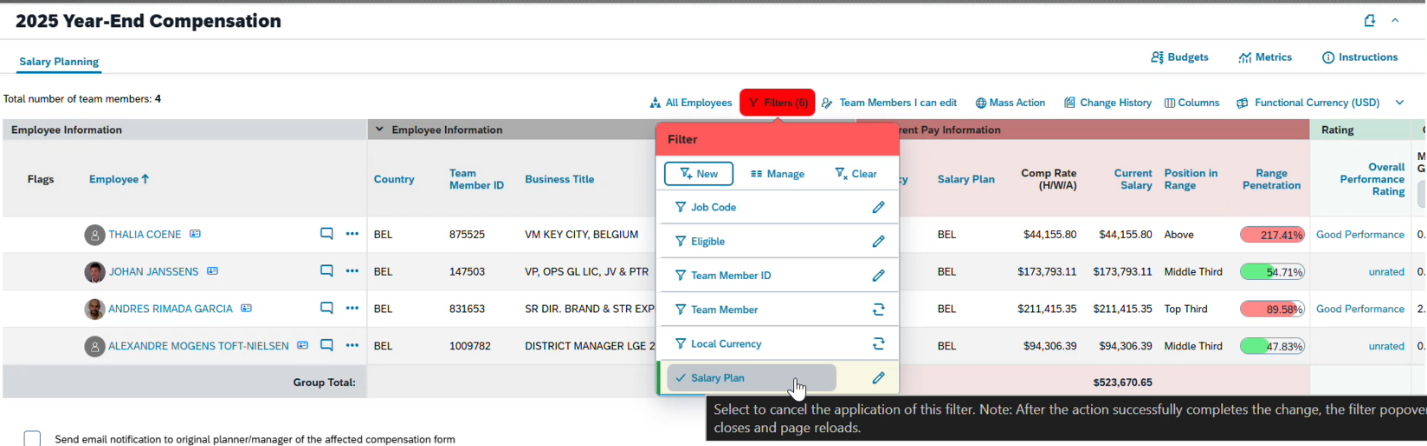 2025 Year-End Compensation
Salary Planning
Budgets Metrics Instructions
Total number of team members: 4
All Employees Filters (6) Team Members I can edit Mass Action Change History Columns Functional Currency (USD)
Employee Information Employee Information rent Pay Information Rating
Filter
New Manage Clear
Flags Employee Country Team Member ID Business Title cy Salary Plan Comp Rate (H/W/A) Current Salary Position in Range Range Penetration Overall Performance Rating
Job Code
THALIA COENE BEL 875525 VM KEY CITY, BELGIUM BEL $44,155.80 $44,155.80 Above 217.41% Good Performance 0.
Eligible
JOHAN JANSSENS BEL 147503 VP, OPS GL LIC, JV & PTR BEL $173,793.11 $173,793.11 Middle Third 54.71% unrated 0.
Team Member ID
ANDRES RIMADA GARCIA BEL 831653 SR DIR. BRAND & STR EXP BEL $211,415.35 $211,415.35 Top Third 89.58% Good Performance 2.
Team Member
ALEXANDRE MOGENS TOFT-NIELSEN BEL 1009782 DISTRICT MANAGER LGE 2 BEL $94,306.39 $94,306.39 Middle Third 47.83% unrated 0.
Local Currency
Group Total: $523,670.65
Salary Plan
Select to cancel the application of this filter. Note: After the action successfully completes the change, the filter popover
closes and page reloads.
Send email notification to original planner/manager of the affected compensation form